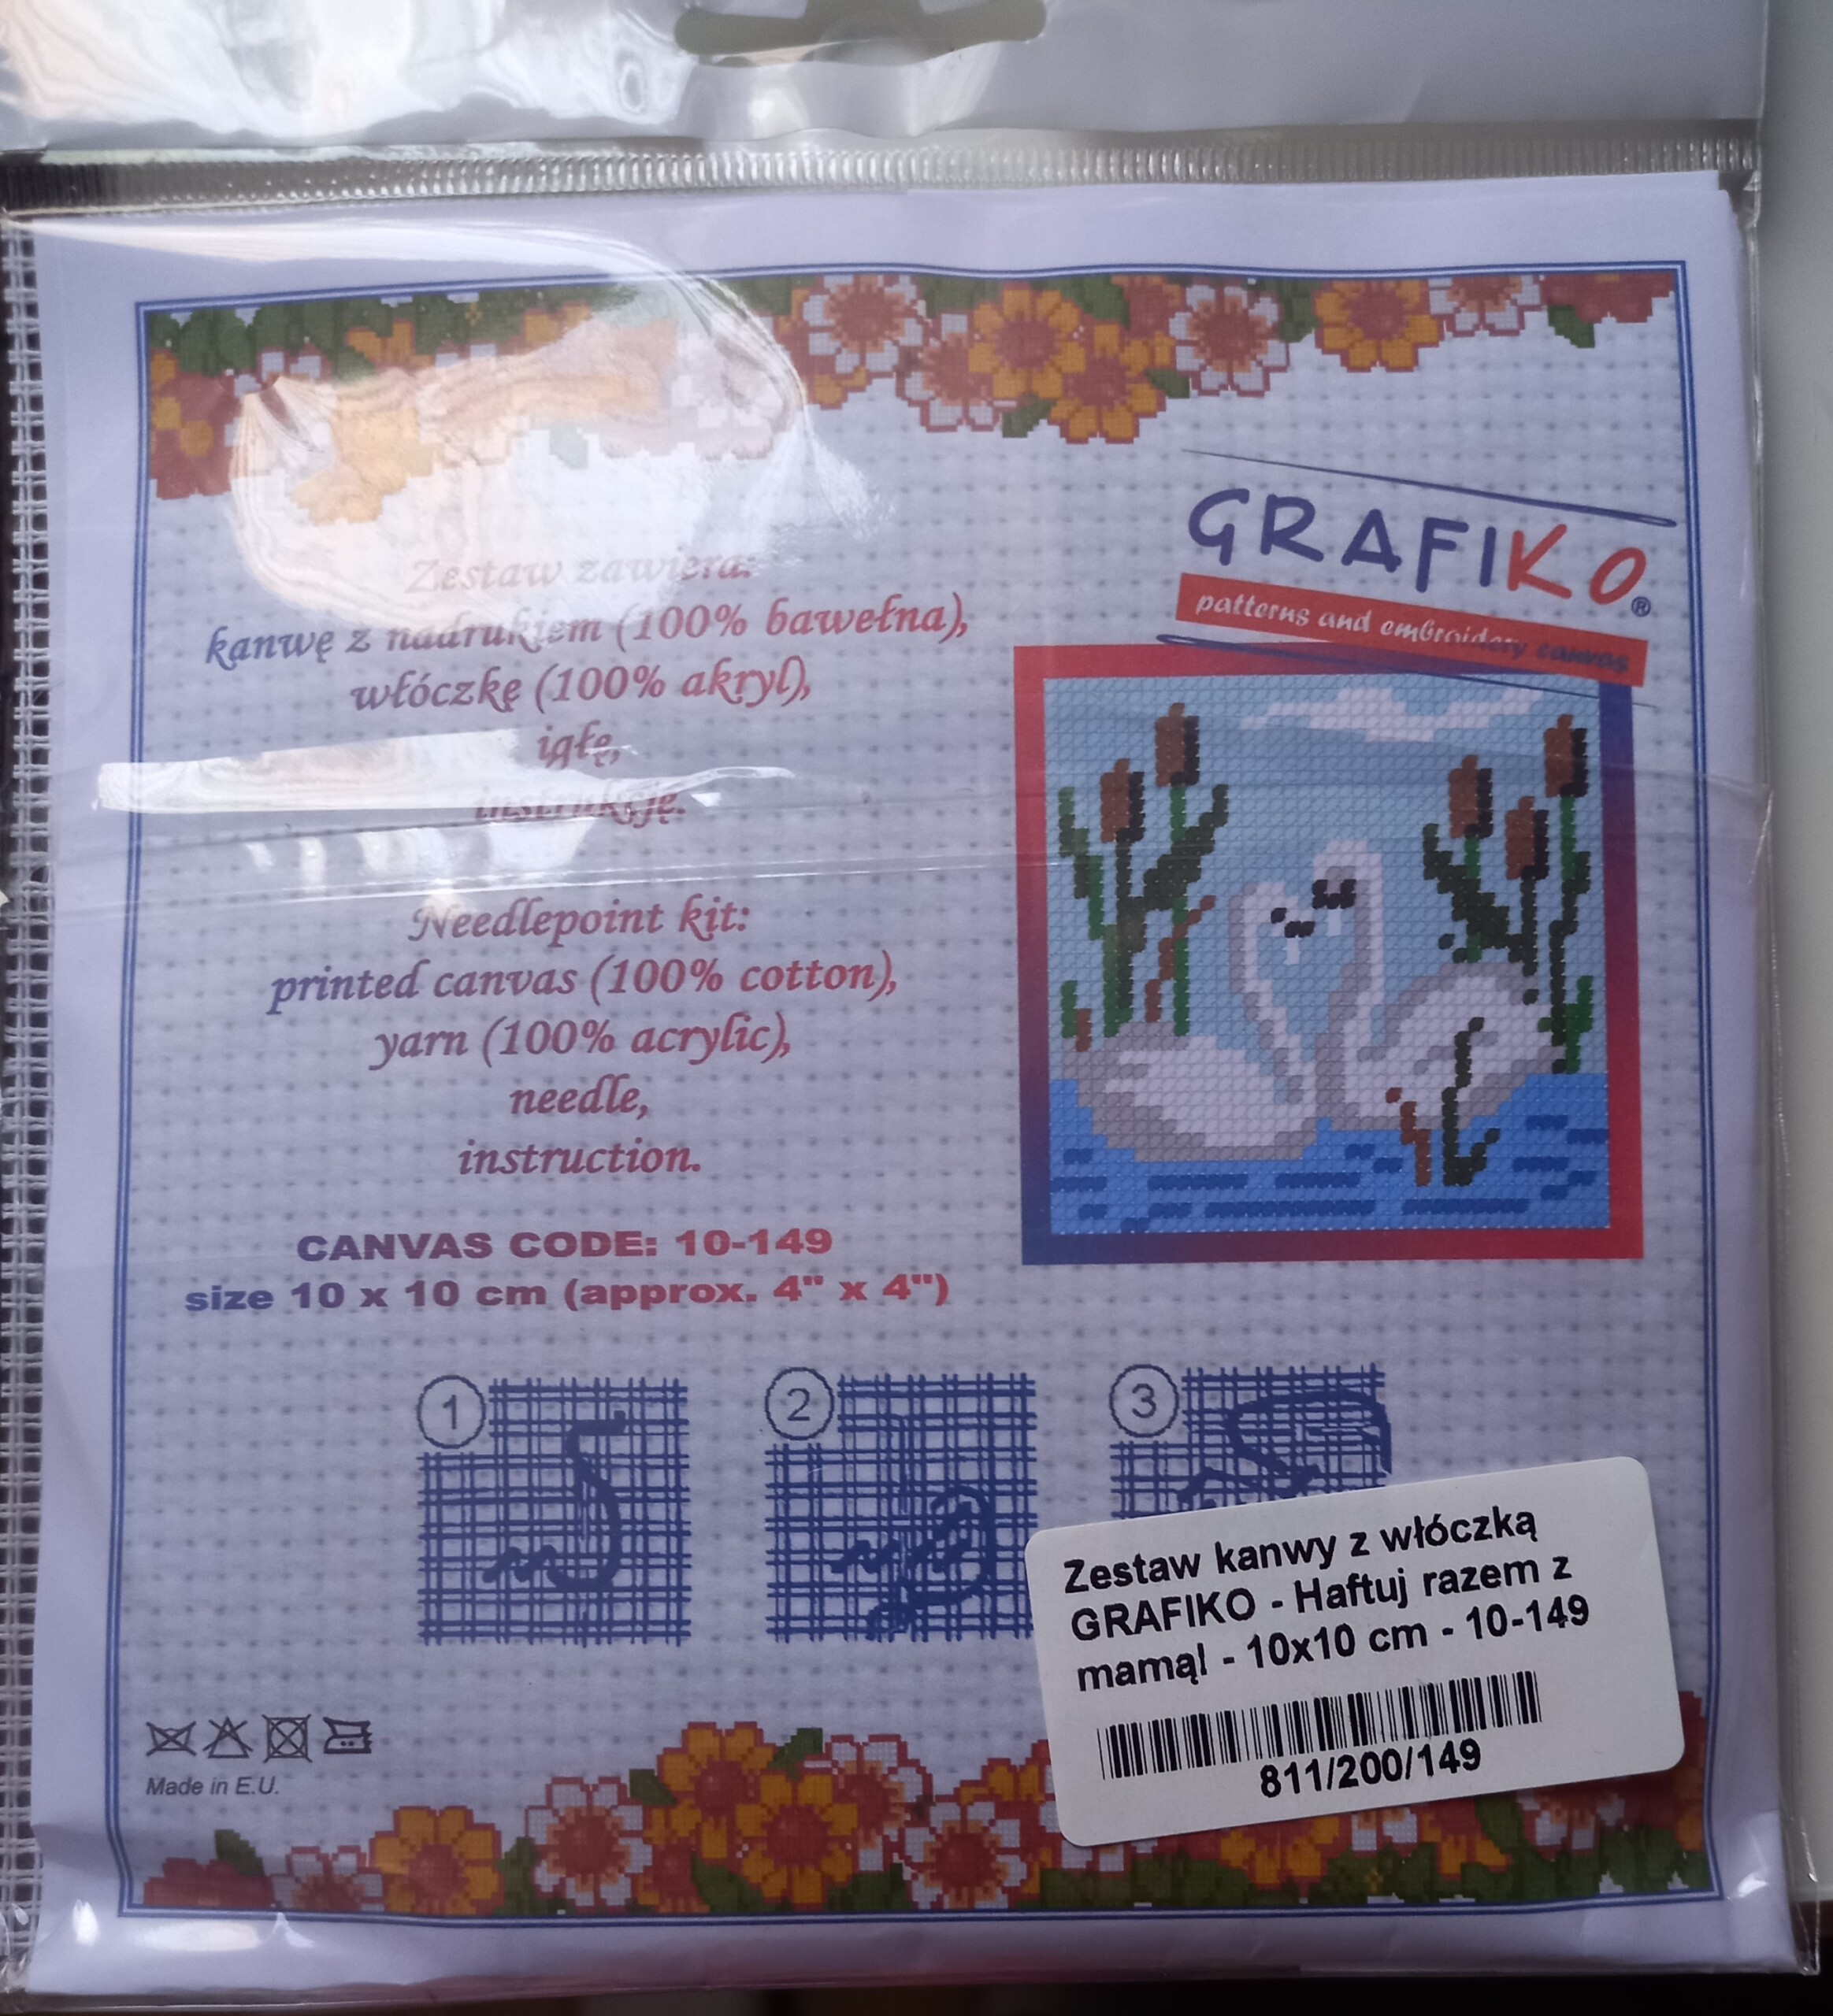 Zestaw zawiera:
kanwę z nadrukiem (100% bawełna),
włóczkę (100% akryl),
igłę,
instrukcję.
GRAFIKO®
patterns and embroidery canvas
Needlepoint kit:
printed canvas (100% cotton),
yarn (100% acrylic),
needle,
instruction.
CANVAS CODE: 10-149
size 10 x 10 cm (approx. 4" x 4")
1
2
3
Zestaw kanwy z włóczką
GRAFIKO - Haftuj razem z
mamąl - 10x10 cm - 10-149
811/200/149
Made in E.U.